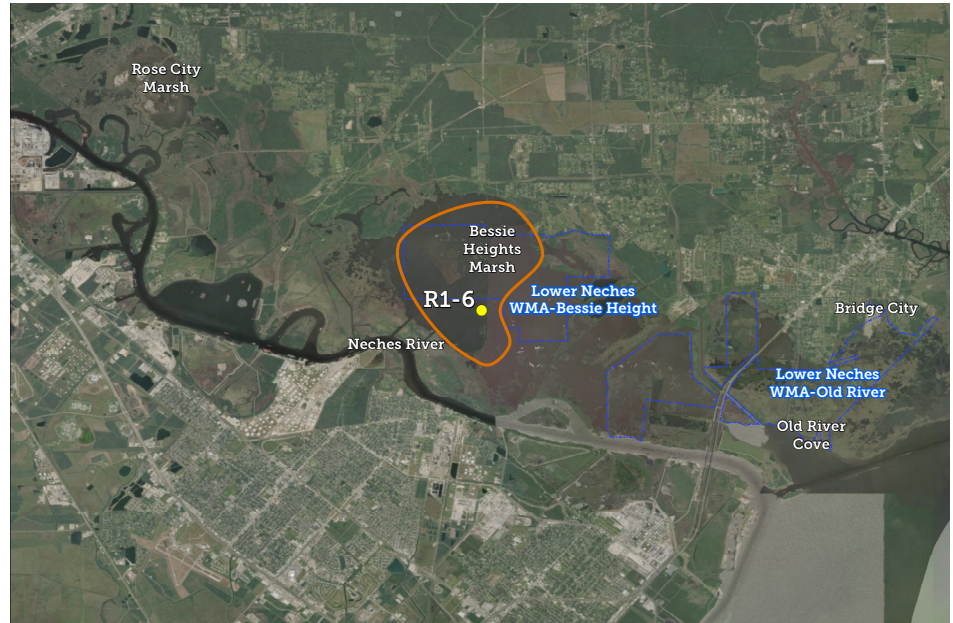 Rose City
Marsh
Bessie
Heights
Marsh
R1-6
Lower Neches
WMA-Bessie Height
Bridge City
Neches River
Lower Neches
WMA-Old River
Old River
Cove